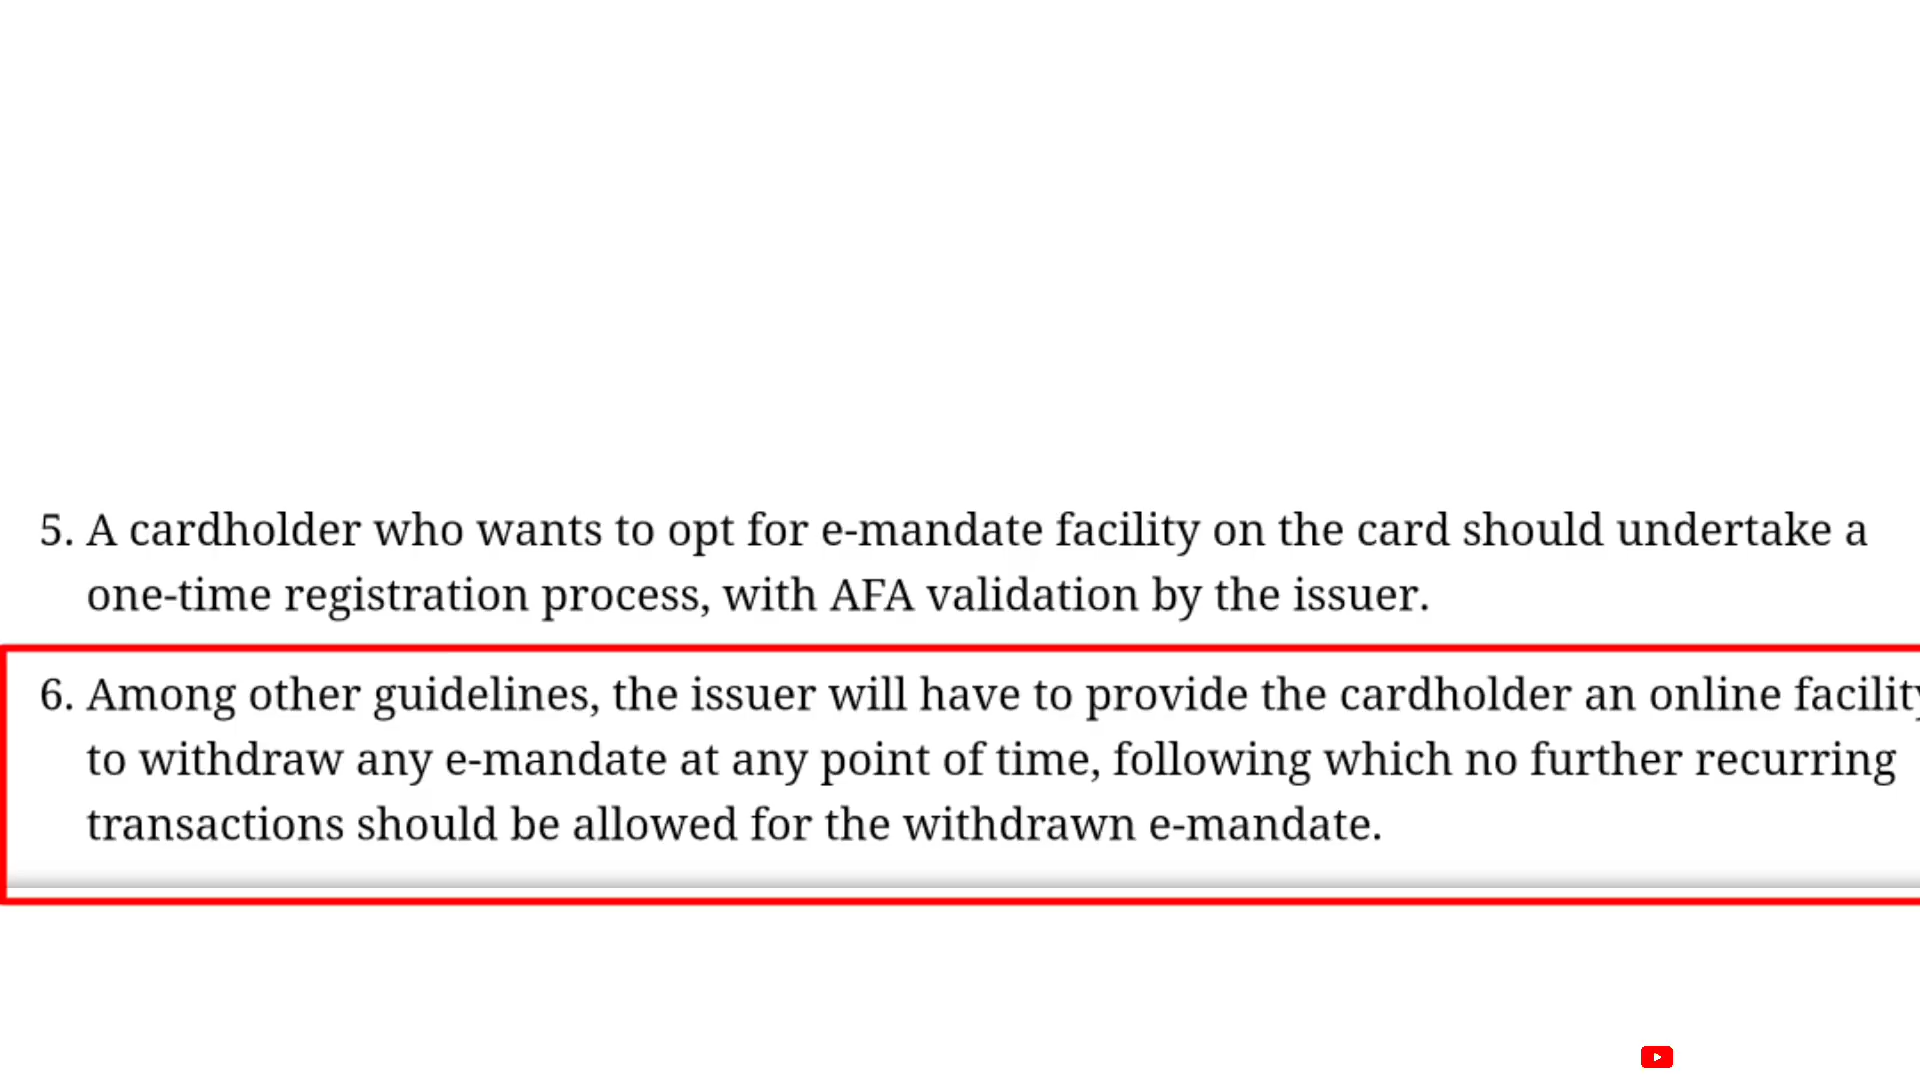 5. A cardholder who wants to opt for e-mandate facility on the card should undertake a
one-time registration process, with AFA validation by the issuer.
6. Among other guidelines, the issuer will have to provide the cardholder an online facility
to withdraw any e-mandate at any point of time, following which no further recurring
transactions should be allowed for the withdrawn e-mandate.